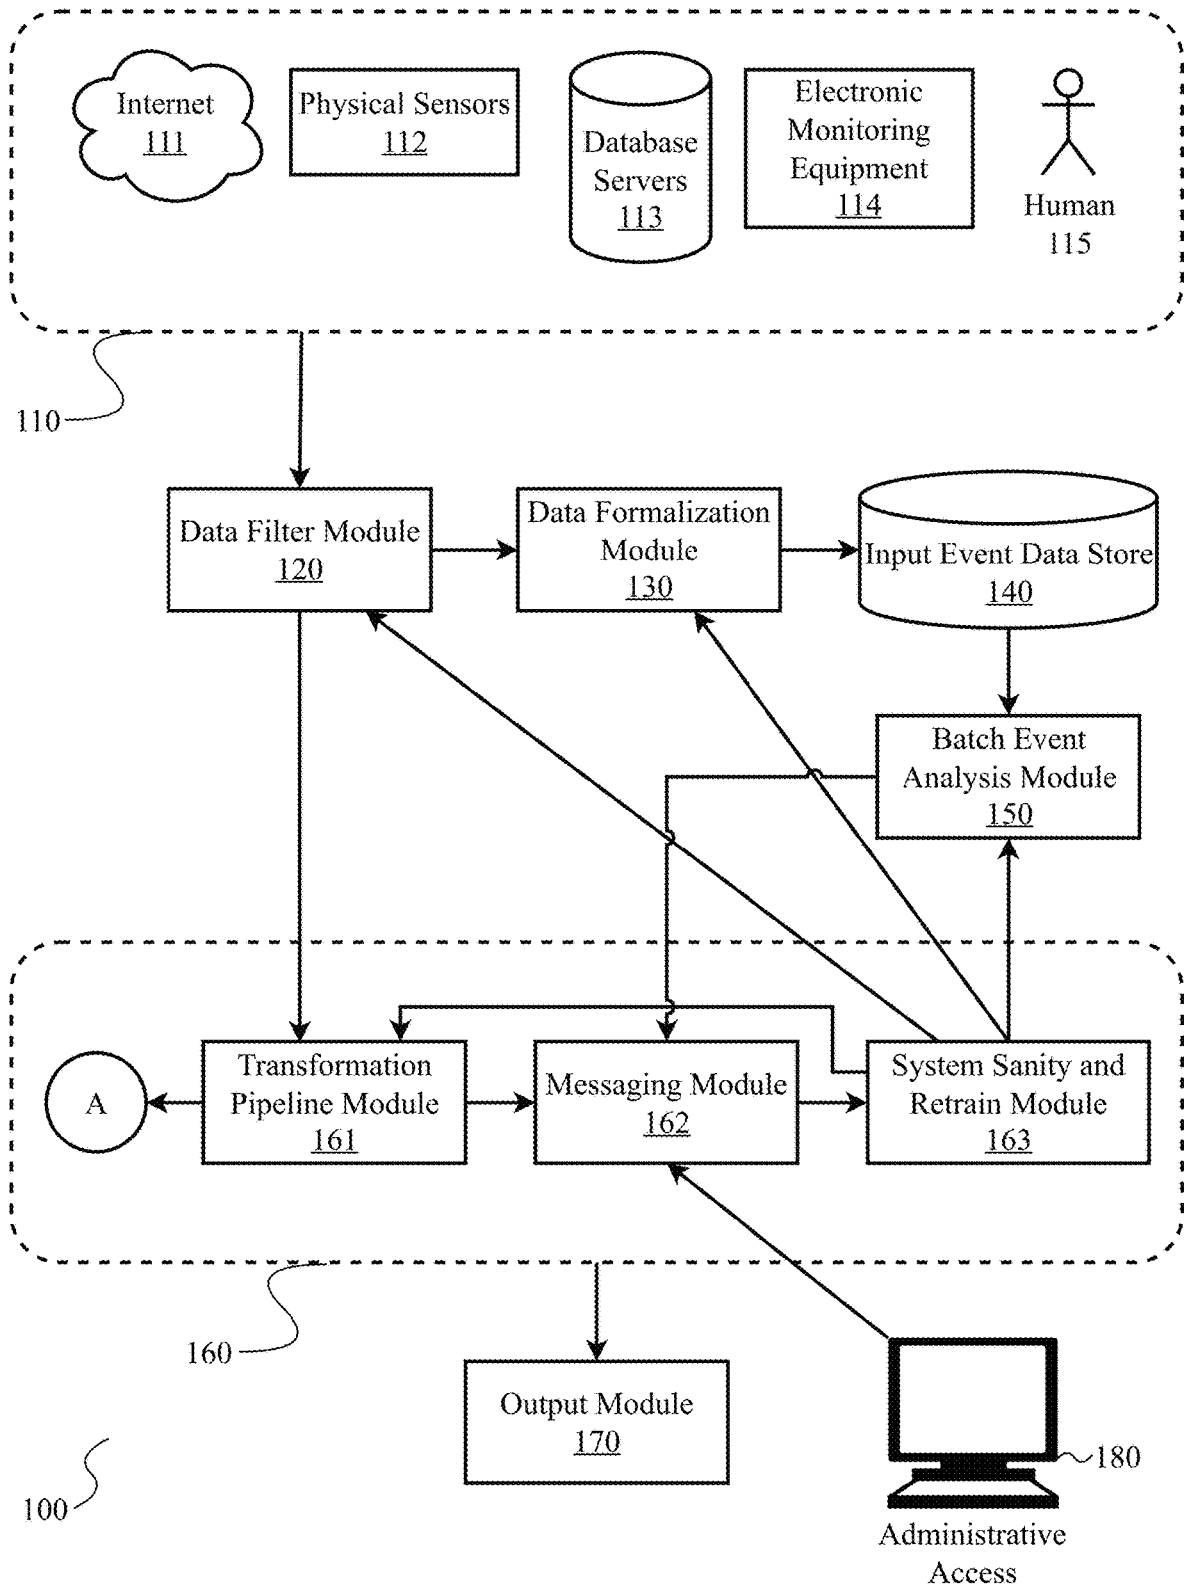 Internet
111
Physical Sensors
112
Database
Servers
113
Electronic
Monitoring
Equipment
114
Human
115
110
Data Filter Module
120
Data Formalization
Module
130
Input Event Data Store
140
Batch Event
Analysis Module
150
A
Transformation
Pipeline Module
161
Messaging Module
162
System Sanity and
Retrain Module
163
160
Output Module
170
180
Administrative
Access
100